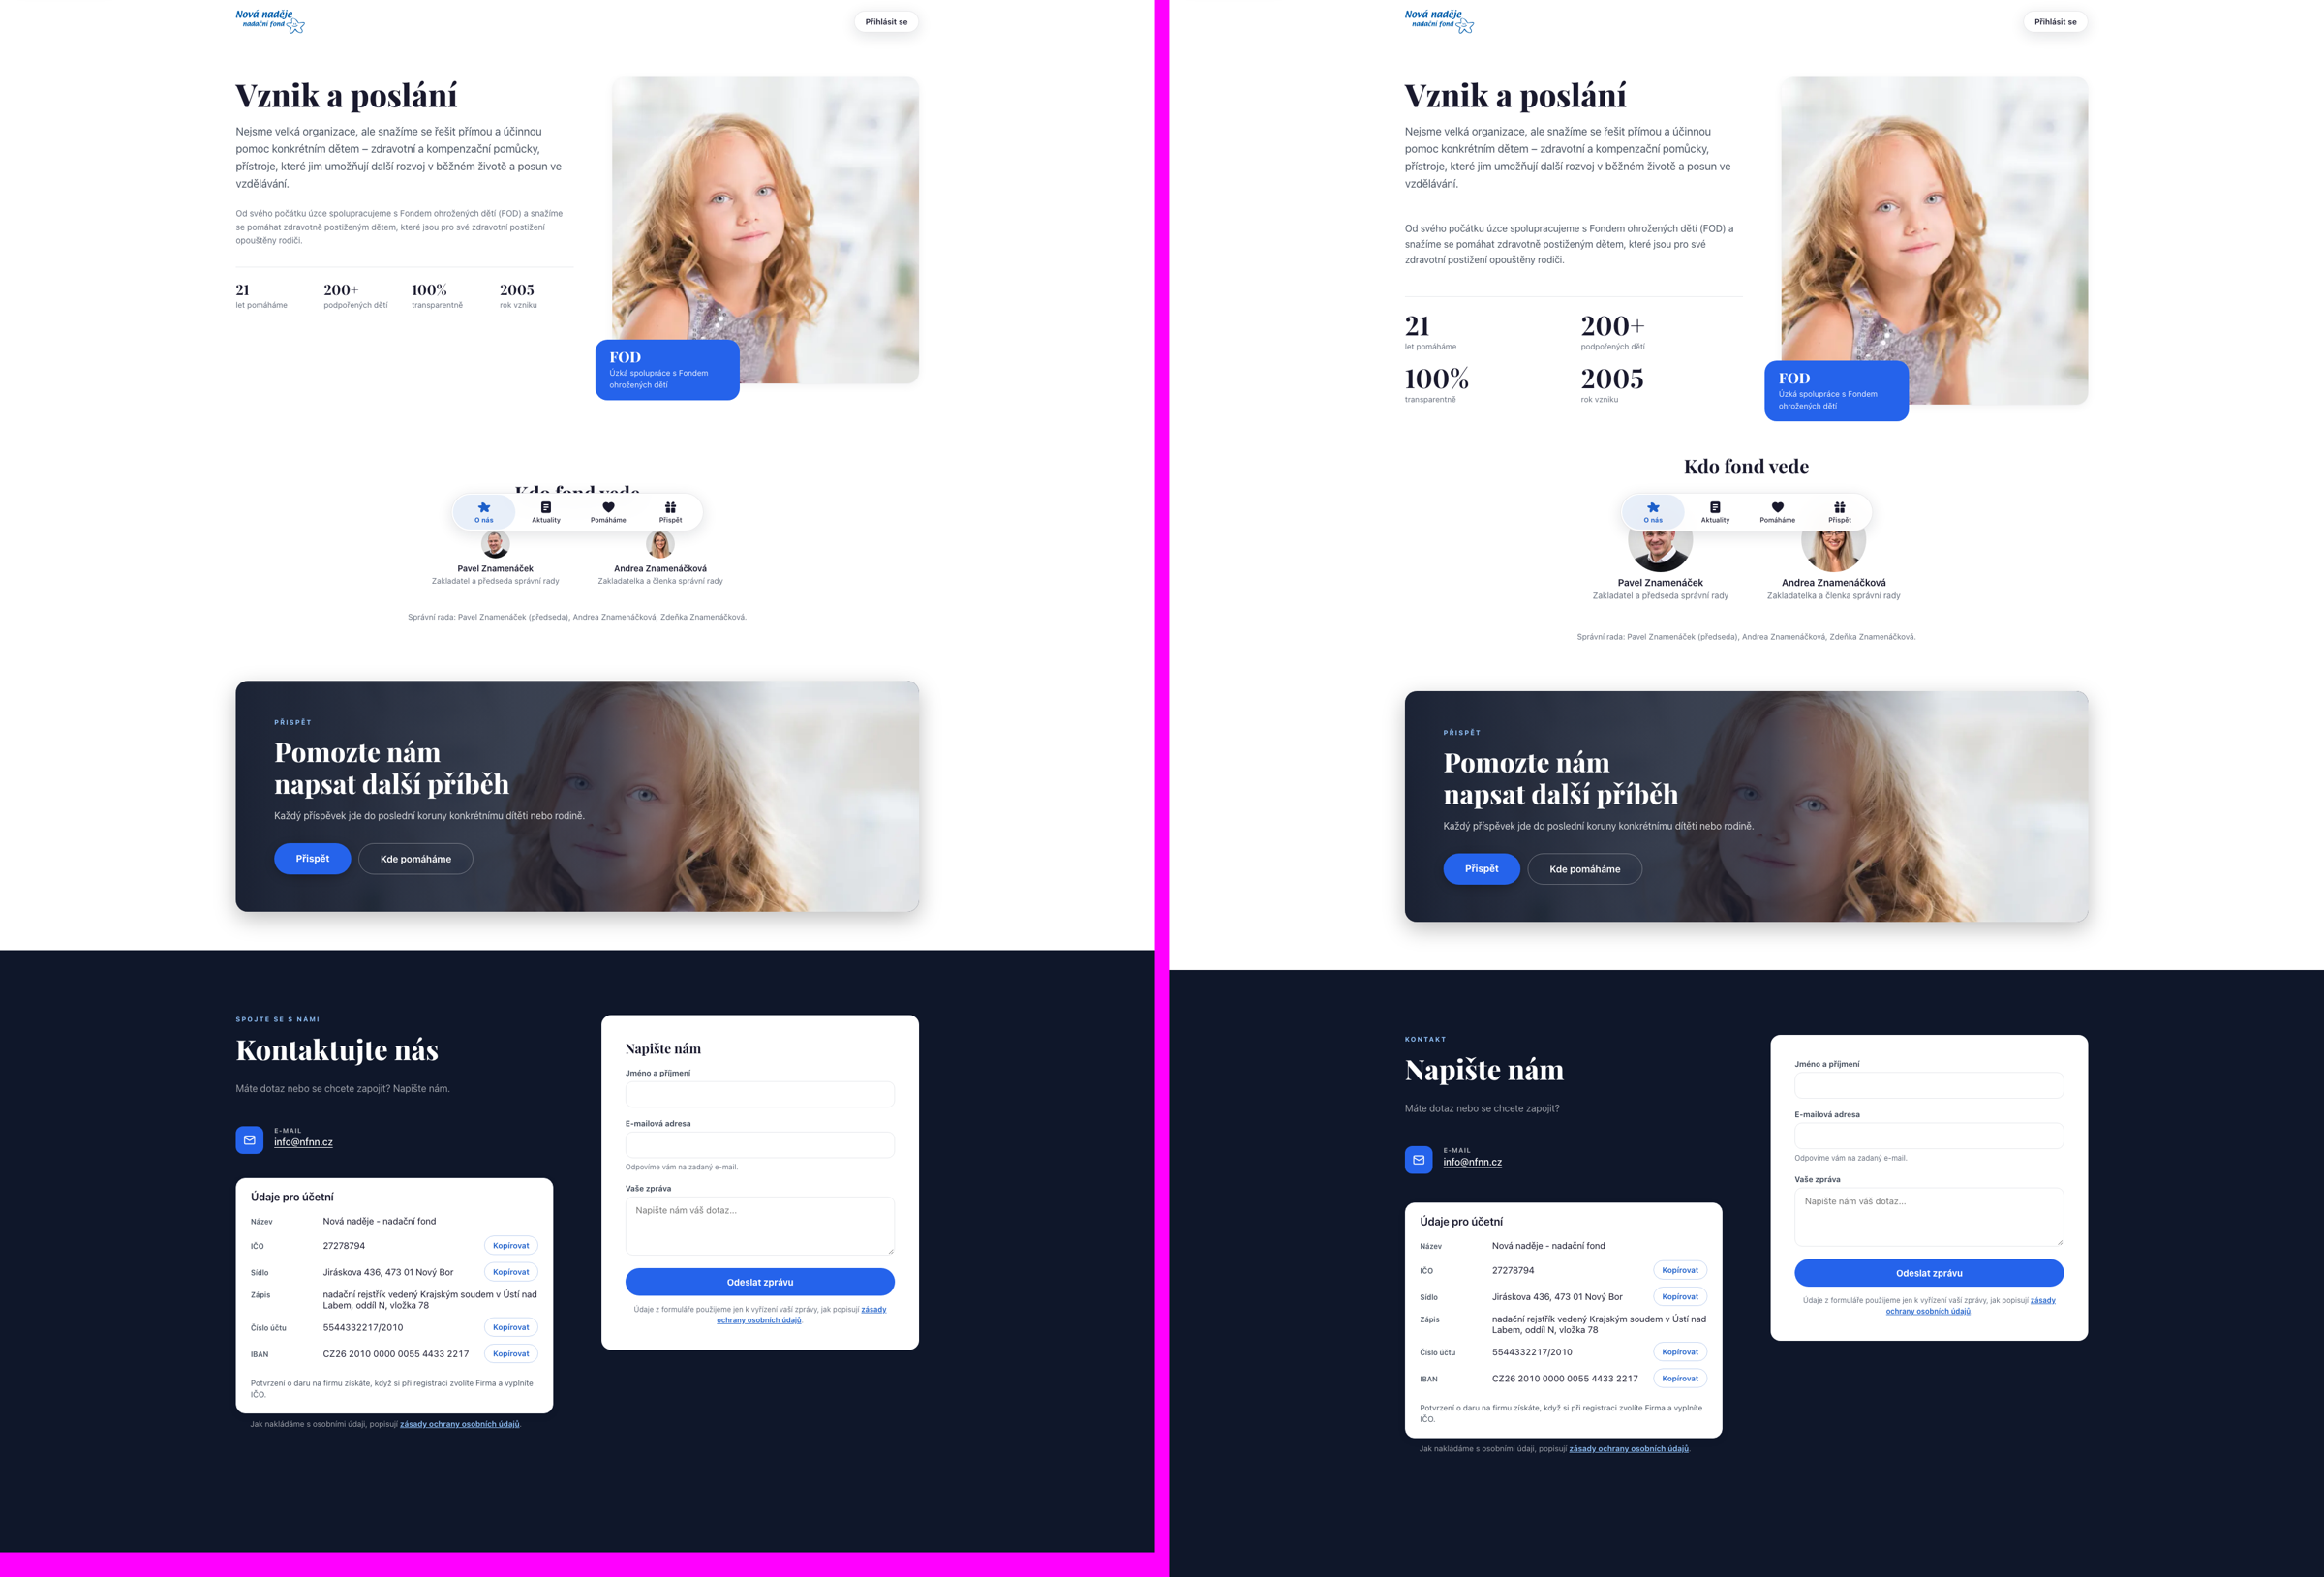 Nová naděje
nadační fond
Přihlásit se
Vznik a poslání
Nejsme velká organizace, ale snažíme se řešit přímou a účinnou
pomoc konkrétním dětem – zdravotní a kompenzační pomůcky,
přístroje, které jim umožňují další rozvoj v běžném životě a posun ve
vzdělávání.
Od svého počátku úzce spolupracujeme s Fondem ohrožených dětí (FOD) a snažíme
se pomáhat zdravotně postiženým dětem, které jsou pro své zdravotní postižení
opouštěny rodiči.
21
let pomáháme
200+
podpořených dětí
100%
transparentně
2005
rok vzniku
FOD
Úzká spolupráce s Fondem
ohrožených dětí
Kdo fond vede
O nás
Aktuality
Pomáháme
Přispět
Pavel Znamenáček
Zakladatel a předseda správní rady
Andrea Znamenáčková
Zakladatelka a členka správní rady
Správní rada: Pavel Znamenáček (předseda), Andrea Znamenáčková, Zdeňka Znamenáčková.
PŘISPĚT
Pomozte nám
napsat další příběh
Každý příspěvek jde do poslední koruny konkrétnímu dítěti nebo rodině.
Přispět
Kde pomáháme
SPOJTE SE S NÁMI
Kontaktujte nás
Máte dotaz nebo se chcete zapojit? Napište nám.
E-MAIL
info@nfnn.cz
Údaje pro účetní
Název Nová naděje - nadační fond
IČO 27278794 Kopírovat
Sídlo Jiráskova 436, 473 01 Nový Bor Kopírovat
Zápis nadační rejstřík vedený Krajským soudem v Ústí nad
Labem, oddíl N, vložka 78
Číslo účtu 5544332217/2010 Kopírovat
IBAN CZ26 2010 0000 0055 4433 2217 Kopírovat
Potvrzení o daru na firmu získáte, když si při registraci zvolíte Firma a vyplníte
IČO.
Jak nakládáme s osobními údaji, popisují zásady ochrany osobních údajů.
Napište nám
Jméno a příjmení
E-mailová adresa
Odpovíme vám na zadaný e-mail.
Vaše zpráva
Napište nám váš dotaz...
Odeslat zprávu
Údaje z formuláře použijeme jen k vyřízení vaší zprávy, jak popisují zásady
ochrany osobních údajů.
Nová naděje
nadační fond
Přihlásit se
Vznik a poslání
Nejsme velká organizace, ale snažíme se řešit přímou a účinnou
pomoc konkrétním dětem – zdravotní a kompenzační pomůcky,
přístroje, které jim umožňují další rozvoj v běžném životě a posun ve
vzdělávání.
Od svého počátku úzce spolupracujeme s Fondem ohrožených dětí (FOD) a
snažíme se pomáhat zdravotně postiženým dětem, které jsou pro své
zdravotní postižení opouštěny rodiči.
21
let pomáháme
200+
podpořených dětí
100%
transparentně
2005
rok vzniku
FOD
Úzká spolupráce s Fondem
ohrožených dětí
Kdo fond vede
O nás
Aktuality
Pomáháme
Přispět
Pavel Znamenáček
Zakladatel a předseda správní rady
Andrea Znamenáčková
Zakladatelka a členka správní rady
Správní rada: Pavel Znamenáček (předseda), Andrea Znamenáčková, Zdeňka Znamenáčková.
PŘISPĚT
Pomozte nám
napsat další příběh
Každý příspěvek jde do poslední koruny konkrétnímu dítěti nebo rodině.
Přispět
Kde pomáháme
KONTAKT
Napište nám
Máte dotaz nebo se chcete zapojit?
E-MAIL
info@nfnn.cz
Údaje pro účetní
Název Nová naděje - nadační fond
IČO 27278794 Kopírovat
Sídlo Jiráskova 436, 473 01 Nový Bor Kopírovat
Zápis nadační rejstřík vedený Krajským soudem v Ústí nad
Labem, oddíl N, vložka 78
Číslo účtu 5544332217/2010 Kopírovat
IBAN CZ26 2010 0000 0055 4433 2217 Kopírovat
Potvrzení o daru na firmu získáte, když si při registraci zvolíte Firma a vyplníte
IČO.
Jak nakládáme s osobními údaji, popisují zásady ochrany osobních údajů.
Jméno a příjmení
E-mailová adresa
Odpovíme vám na zadaný e-mail.
Vaše zpráva
Napište nám váš dotaz...
Odeslat zprávu
Údaje z formuláře použijeme jen k vyřízení vaší zprávy, jak popisují zásady
ochrany osobních údajů.